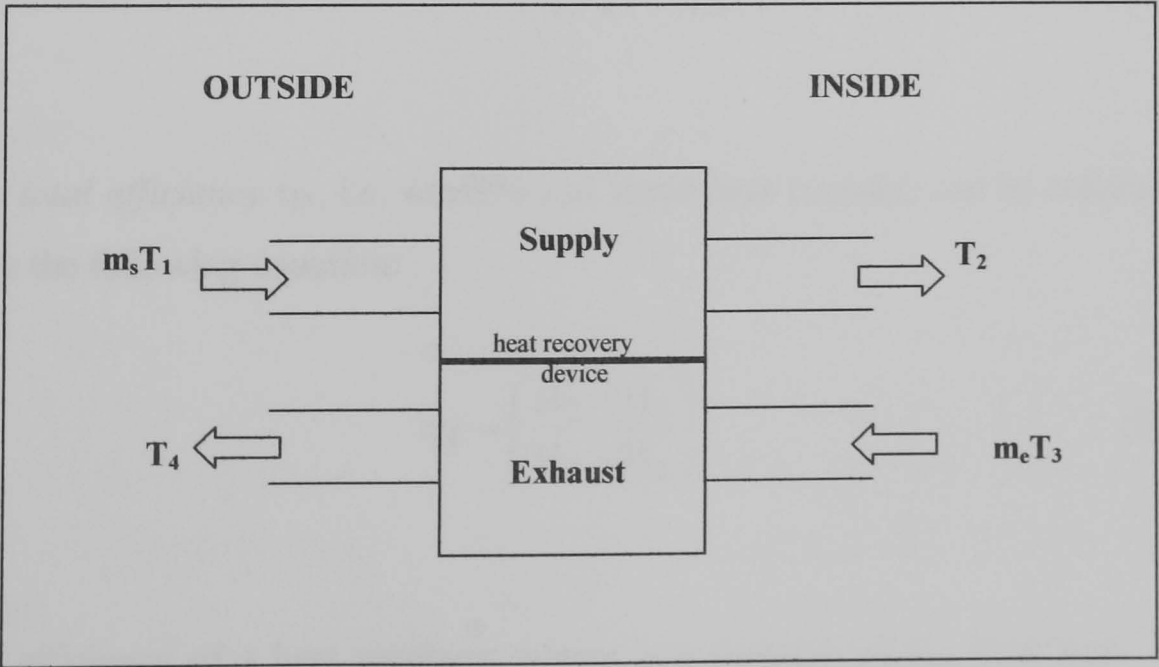 OUTSIDE INSIDE
Supply
mₛT₁ T₂
heat recovery
device
T₄ mₑT₃
Exhaust